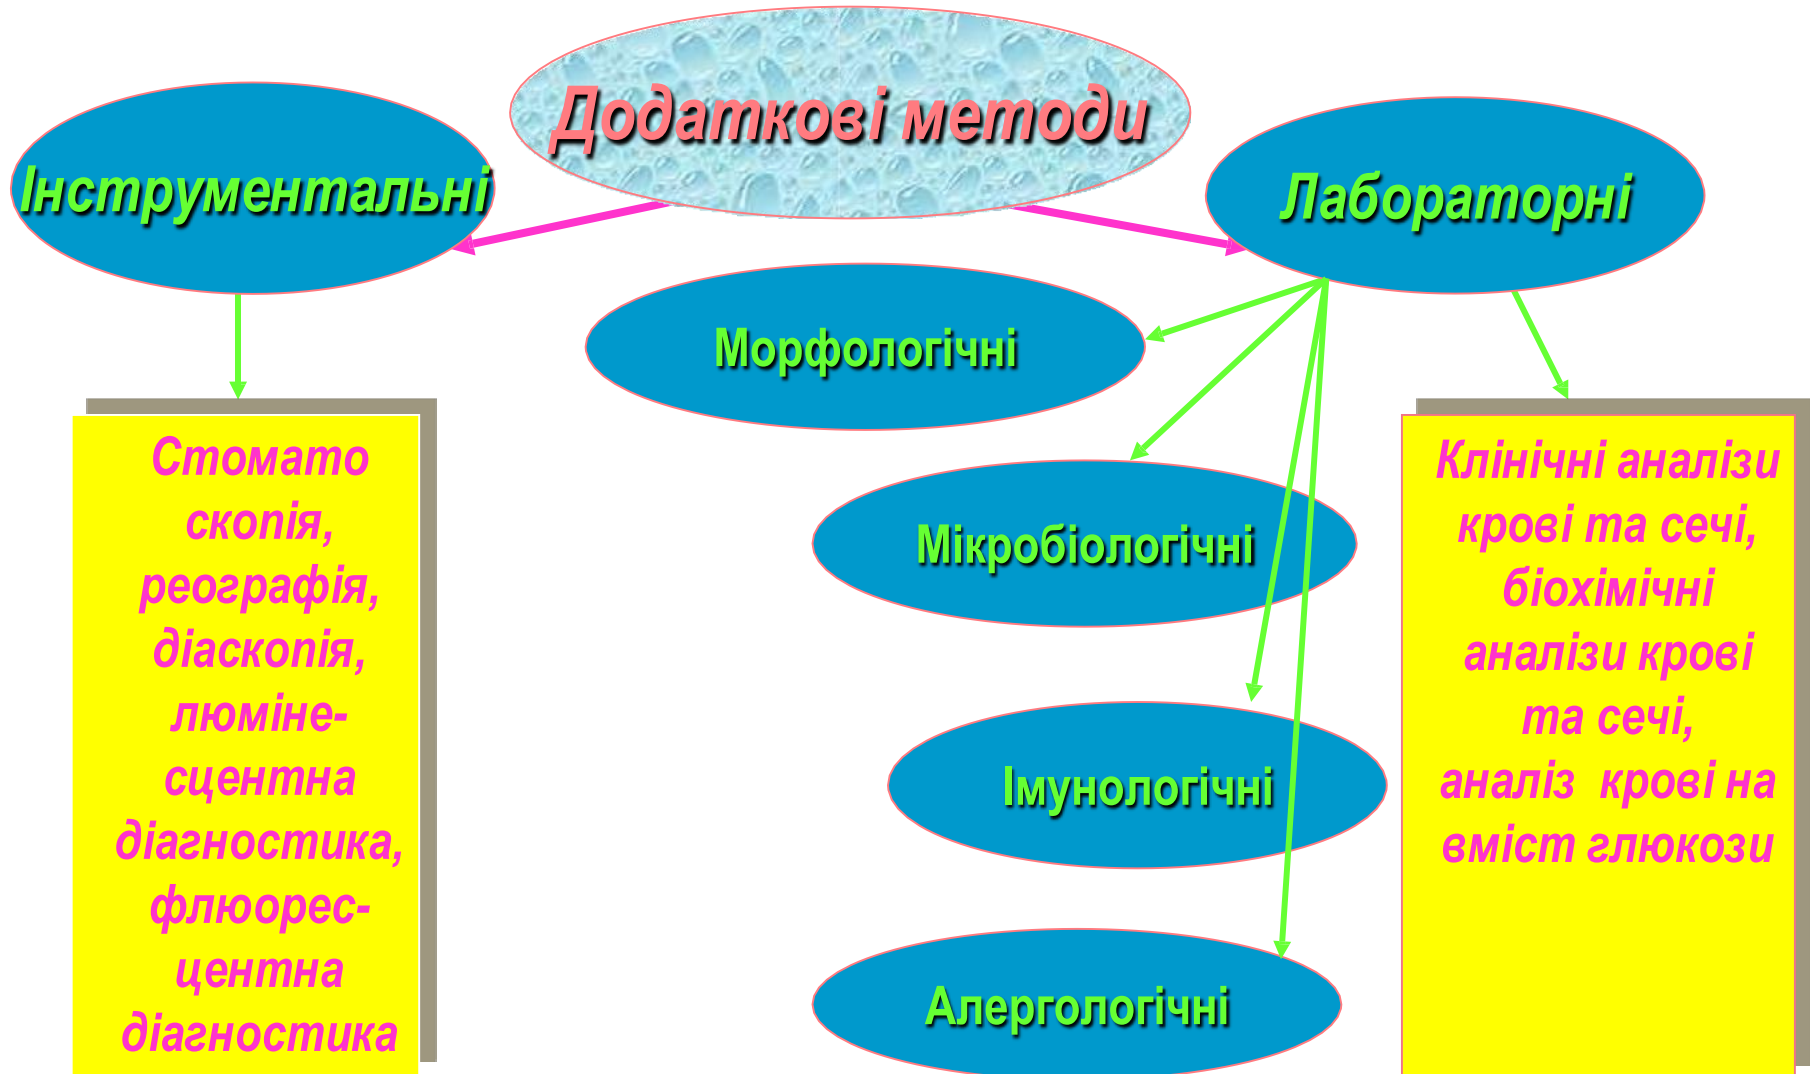 Додаткові методи
Інструментальні
Лабораторні
Морфологічні
Мікробіологічні
Імунологічні
Алергологічні
Стомато
скопія,
реографія,
діаскопія,
люміне-
сцентна
діагностика,
флюорес-
центна
діагностика
Клінічні аналізи
крові та сечі,
біохімічні
аналізи крові
та сечі,
аналіз  крові на
вміст глюкози